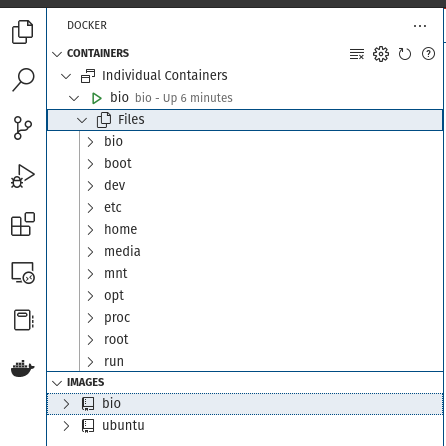 DOCKER
CONTAINERS
Individual Containers
bio bio - Up 6 minutes
Files
bio
boot
dev
etc
home
media
mnt
opt
proc
root
run
IMAGES
bio
ubuntu